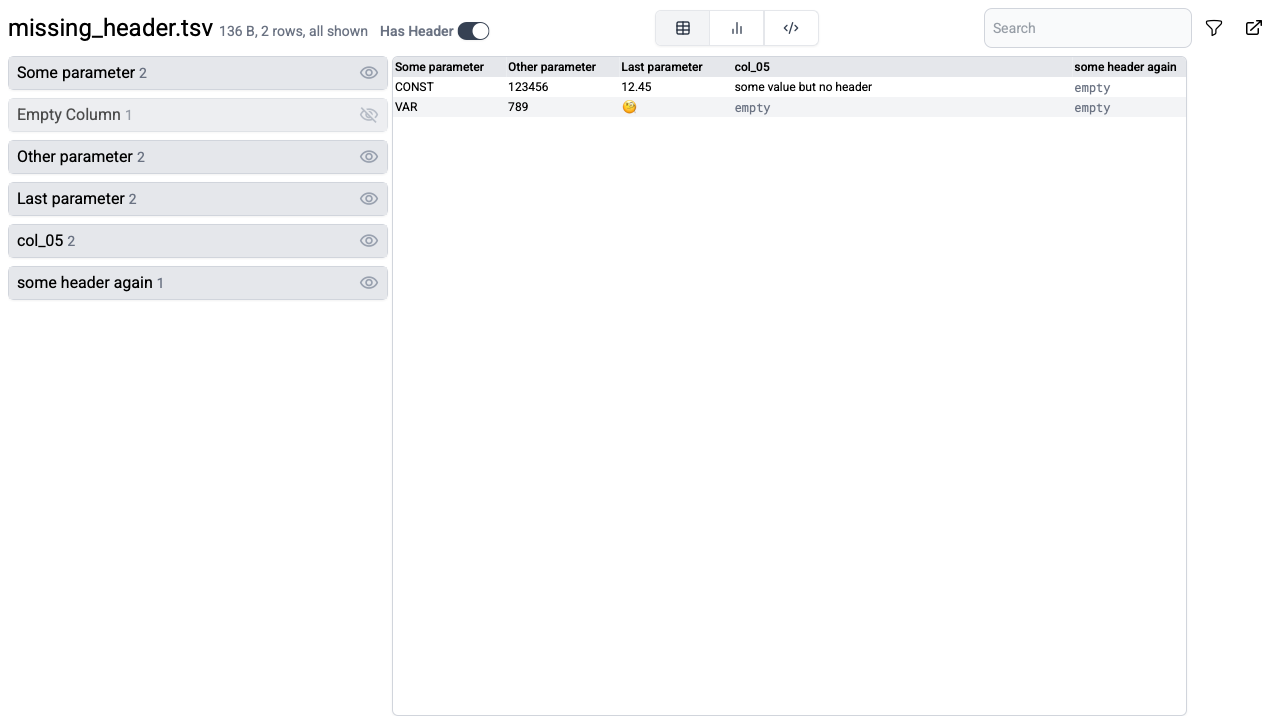 missing_header.tsv 136 B, 2 rows, all shown Has Header
Search
Some parameter 2
Empty Column 1
Other parameter 2
Last parameter 2
col_05 2
some header again 1
Some parameter Other parameter Last parameter col_05 some header again
CONST 123456 12.45 some value but no header empty
VAR 789 🧐 empty empty